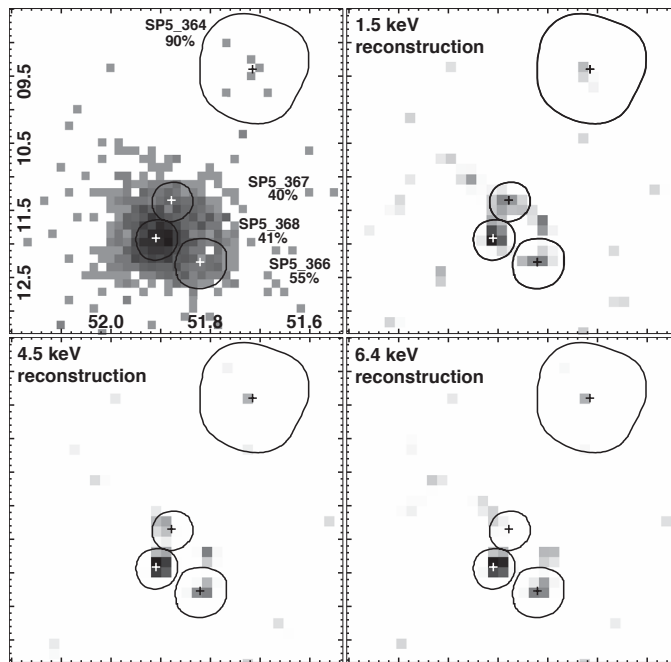 SP5_364
90%
09.5
10.5
11.5
12.5
SP5_367
40%
SP5_368
41%
SP5_366
55%
52.0
51.8
51.6
1.5 keV
reconstruction
4.5 keV
reconstruction
6.4 keV
reconstruction